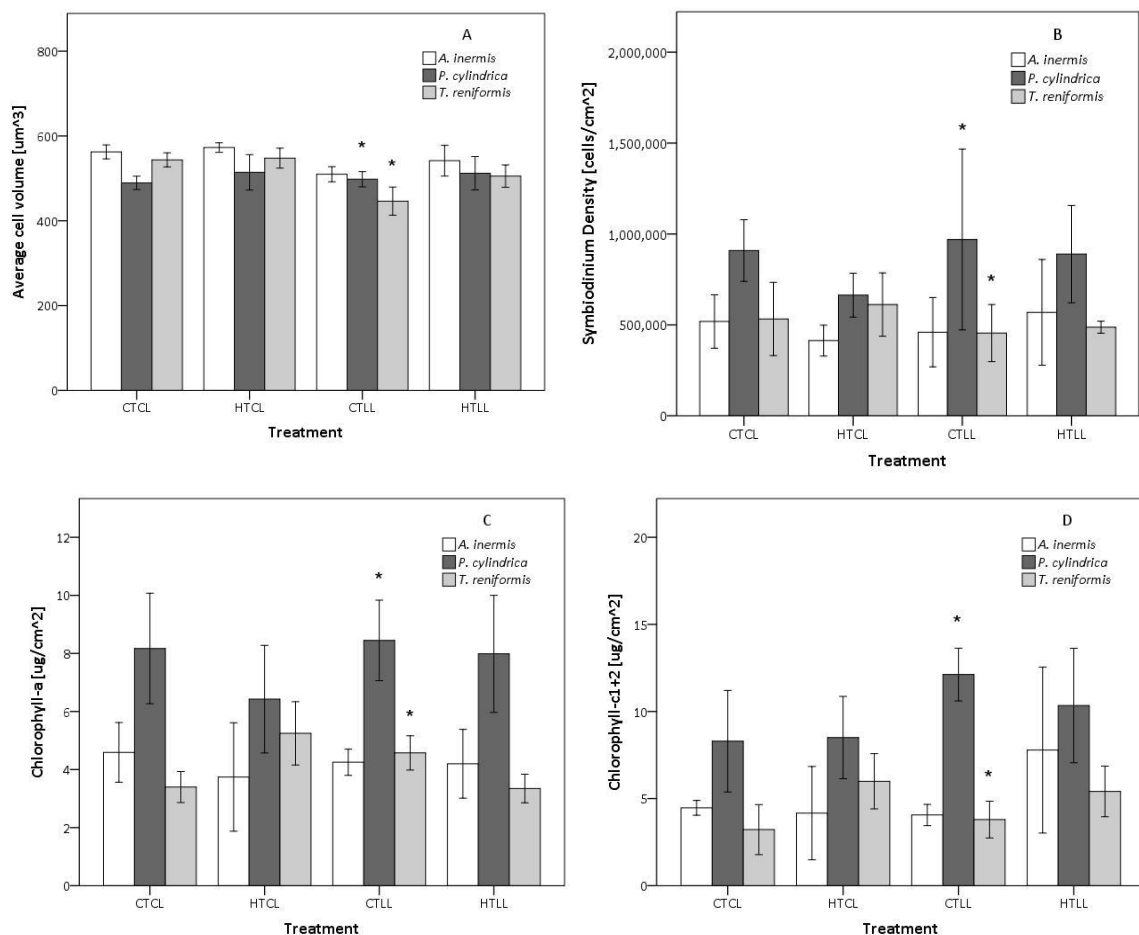 A
A. inermis
P. cylindrica
T. reniformis
Average cell volume [um^3]
800
600
400
200
0
* *
CTCL HTCL CTLL HTLL
Treatment
B
A. inermis
P. cylindrica
T. reniformis
Symbiodinium Density [cells/cm^2]
2,000,000
1,500,000
1,000,000
500,000
0
*
*
CTCL HTCL CTLL HTLL
Treatment
C
A. inermis
P. cylindrica
T. reniformis
Chlorophyll-a [ug/cm^2]
12
10
8
6
4
2
0
*
*
CTCL HTCL CTLL HTLL
Treatment
D
A. inermis
P. cylindrica
T. reniformis
Chlorophyll-c1+2 [ug/cm^2]
20
15
10
5
0
*
*
CTCL HTCL CTLL HTLL
Treatment